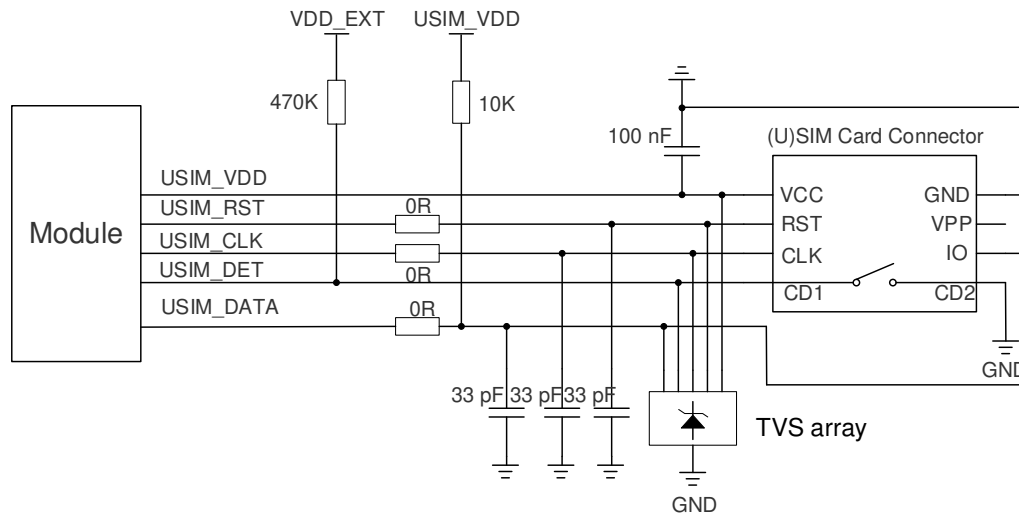 VDD_EXT USIM_VDD
470K 10K
100 nF
(U)SIM Card Connector
Module
USIM_VDD
USIM_RST
0R
USIM_CLK
USIM_DET
0R
USIM_DATA
0R
VCC GND
RST VPP
CLK IO
CD1 CD2
GND
33 pF 33 pF 33 pF
TVS array
GND